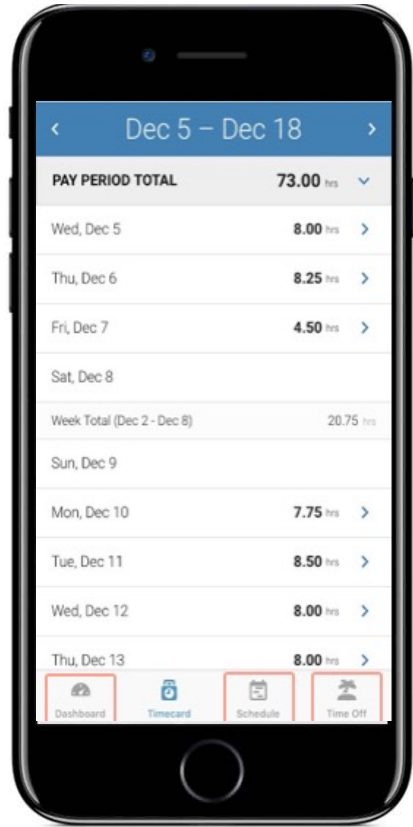 Dec 5 – Dec 18
PAY PERIOD TOTAL 73.00 hrs
Wed, Dec 5 8.00 hrs
Thu, Dec 6 8.25 hrs
Fri, Dec 7 4.50 hrs
Sat, Dec 8
Week Total (Dec 2 - Dec 8) 20.75 hrs
Sun, Dec 9
Mon, Dec 10 7.75 hrs
Tue, Dec 11 8.50 hrs
Wed, Dec 12 8.00 hrs
Thu, Dec 13 8.00 hrs
Dashboard Timecard Schedule Time Off